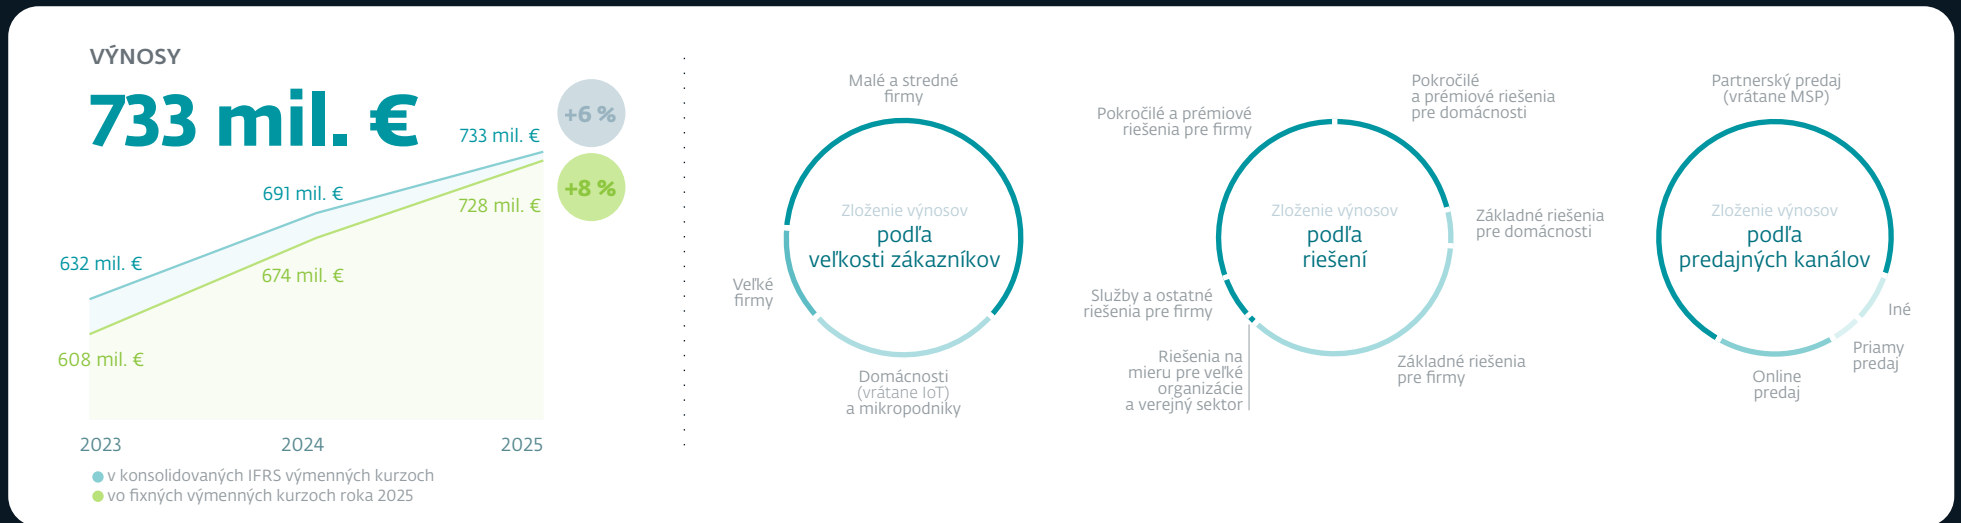 VÝNOSY
733 mil. €
+6 %
+8 %
733 mil. €
691 mil. €
728 mil. €
632 mil. €
674 mil. €
608 mil. €
2023
2024
2025
v konsolidovaných IFRS výmenných kurzoch
vo fixných výmenných kurzoch roka 2025
Malé a stredné
firmy
Zloženie výnosov
podľa
veľkosti zákazníkov
Veľké
firmy
Domácnosti
(vrátane IoT)
a mikropodniky
Pokročilé a prémiové
riešenia pre firmy
Pokročilé
a prémiové riešenia
pre domácnosti
Zloženie výnosov
podľa
riešení
Základné riešenia
pre domácnosti
Služby a ostatné
riešenia pre firmy
Riešenia na
mieru pre veľké
organizácie
a verejný sektor
Základné riešenia
pre firmy
Partnerský predaj
(vrátane MSP)
Zloženie výnosov
podľa
predajných kanálov
Iné
Priamy
predaj
Online
predaj